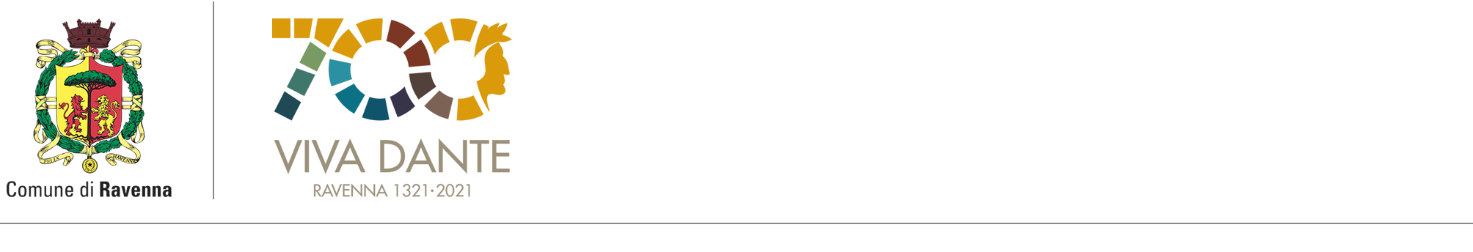 700
VIVA DANTE
RAVENNA 1321·2021
Comune di Ravenna